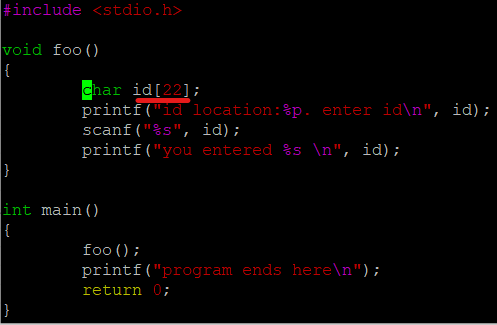 #include <stdio.h>
void foo()
{
        char id[22];
        printf("id location:%p. enter id\n", id);
        scanf("%s", id);
        printf("you entered %s \n", id);
}
int main()
{
        foo();
        printf("program ends here\n");
        return 0;
}